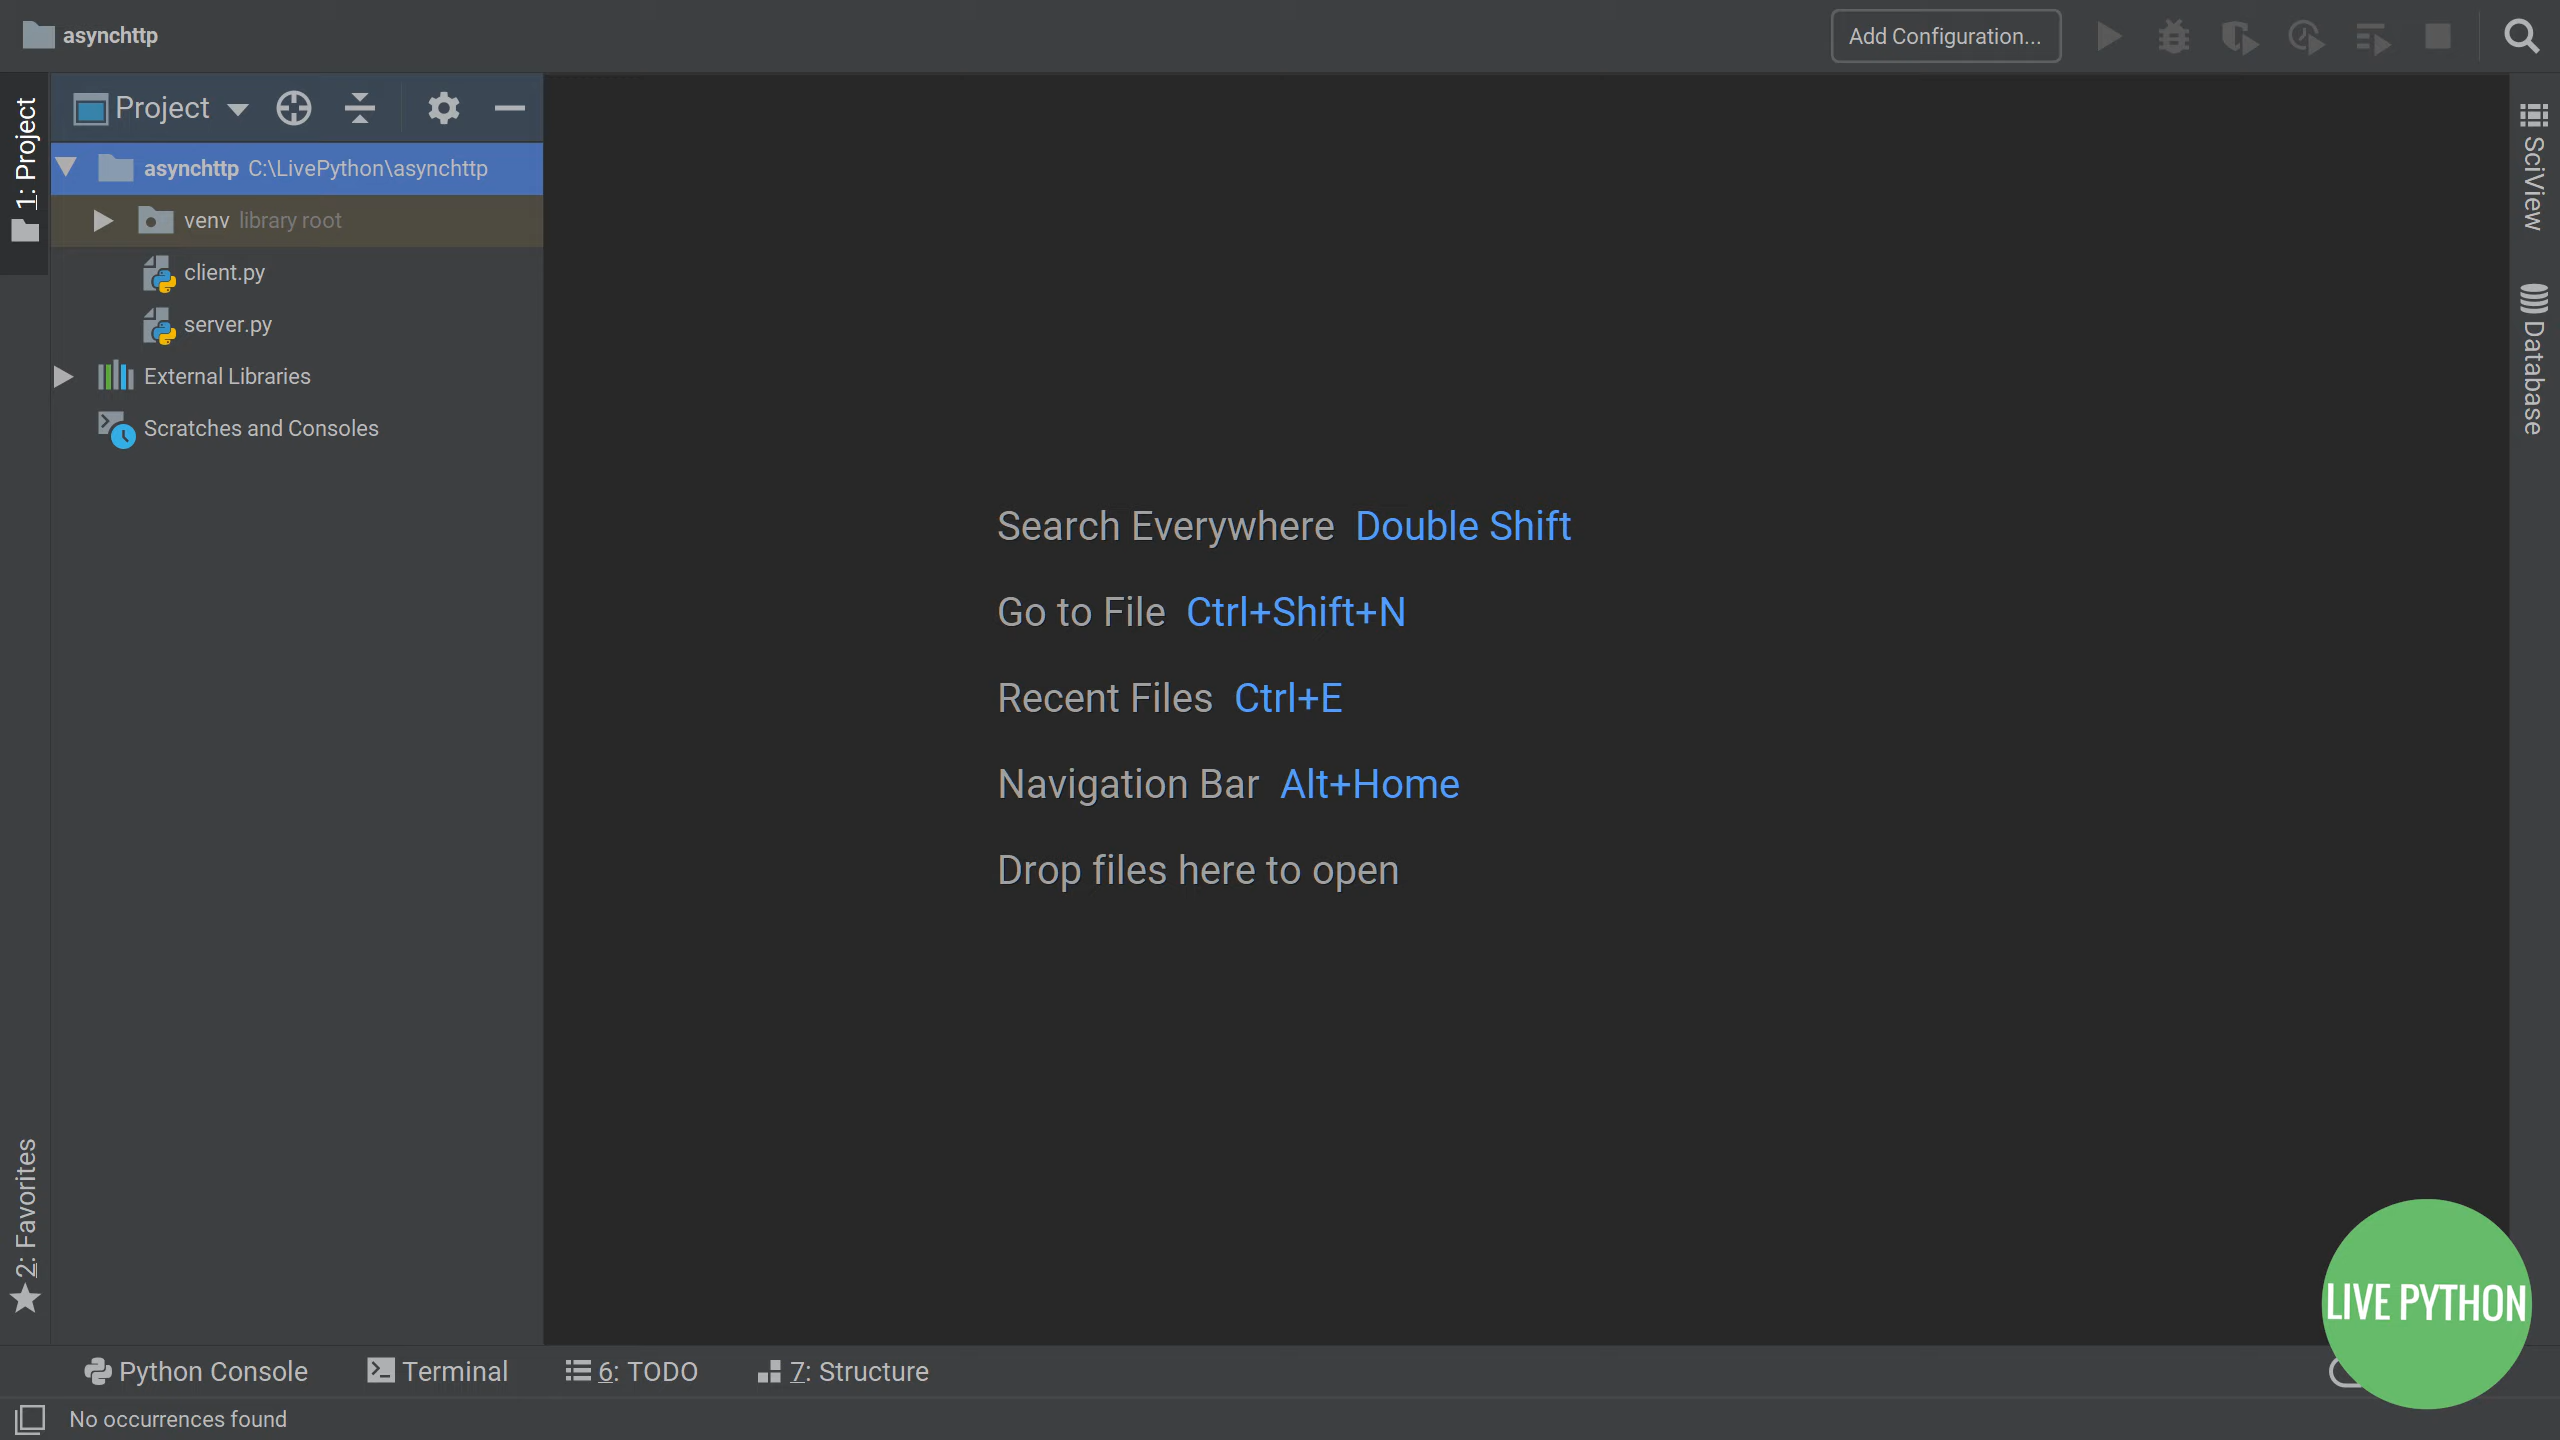 asynchttp
Add Configuration...
1: Project
Project
asynchttp C:\LivePython\asynchttp
venv library root
client.py
server.py
External Libraries
Scratches and Consoles
Search Everywhere Double Shift
Go to File Ctrl+Shift+N
Recent Files Ctrl+E
Navigation Bar Alt+Home
Drop files here to open
SciView
Database
2: Favorites
LIVE PYTHON
Python Console
Terminal
6: TODO
7: Structure
No occurrences found